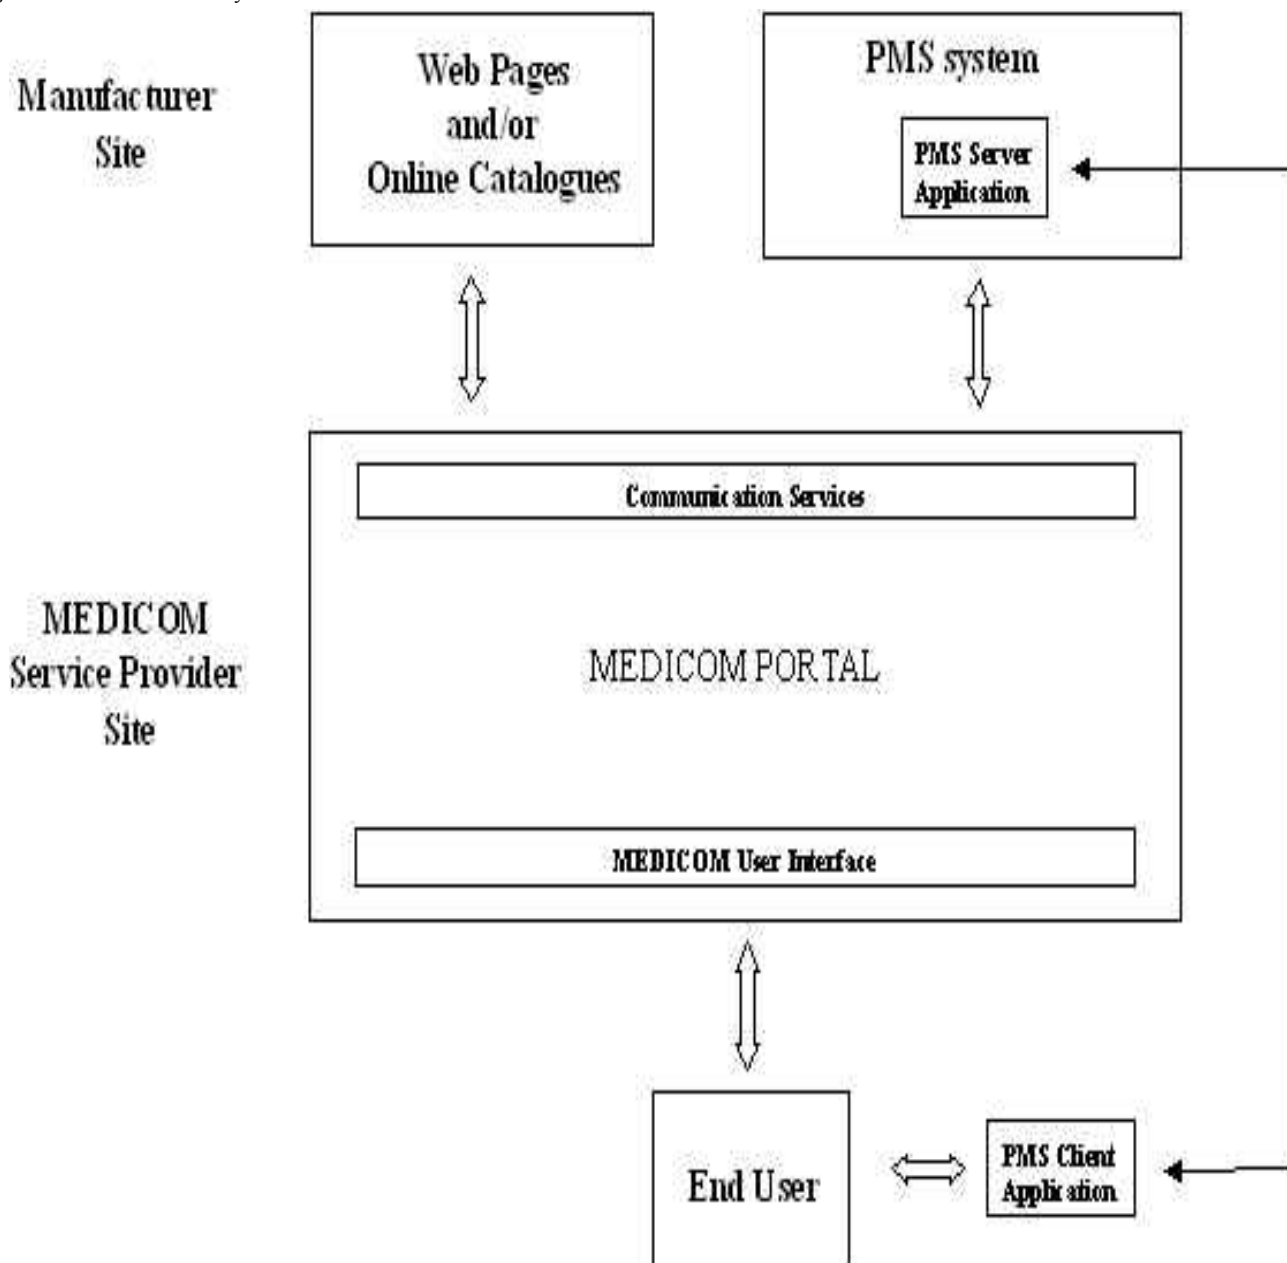 Manufacturer
Site
Web Pages
and/or
Online Catalogues
PMS system
PMS Server
Application
Communication Services
MEDICOM
Service Provider
Site
MEDICOM PORTAL
MEDICOM User Interface
End User
PMS Client
Application